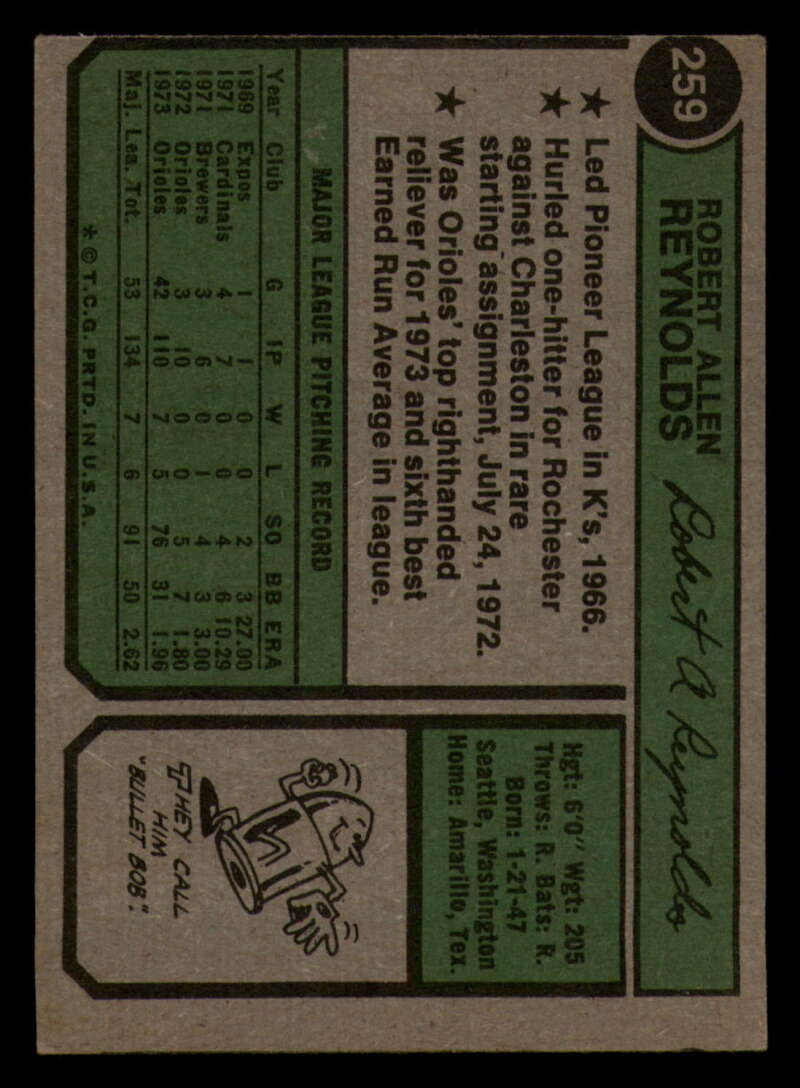 259
ROBERT ALLEN
REYNOLDS
Robert A Reynolds
★ Led Pioneer League in K's, 1966.
★ Hurled one-hitter for Rochester
against Charleston in rare
starting assignment, July 24, 1972.
★ Was Orioles' top righthanded
reliever for 1973 and sixth best
Earned Run Average in league.
MAJOR LEAGUE PITCHING RECORD
Year Club G IP W L SO BB ERA
1969 Expos 1 1 0 0 2 3 27.00
1971 Cardinals 4 7 0 0 4 6 10.29
1971 Brewers 3 6 0 1 4 3 3.00
1972 Orioles 3 10 0 0 5 7 1.80
1973 Orioles 42 110 7 5 76 31 1.96
Maj. Lea. Tot. 53 134 7 6 91 50 2.62
* © T.C.G. PRTD. IN U.S.A.
Hgt: 6'0" Wgt: 205
Throws: R. Bats: R.
Born: 1-21-47
Seattle, Washington
Home: Amarillo, Tex.
THEY CALL
HIM
"BULLET BOB".